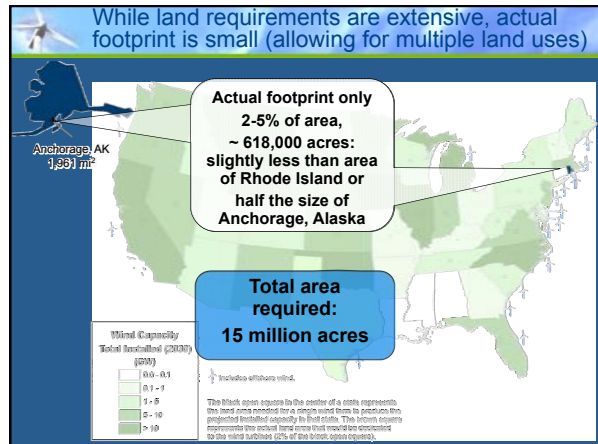 While land requirements are extensive, actual
footprint is small (allowing for multiple land uses)
Actual footprint only
2-5% of area,
~ 618,000 acres:
slightly less than area
of Rhode Island or
half the size of
Anchorage, Alaska
Anchorage, AK
1,961 mi²
Total area
required:
15 million acres
Wind Capacity
Total Installed (2030)
(GW)
0.0 - 0.1
0.1 - 1
1 - 5
5 - 10
> 10
Includes offshore wind.
The black open square in the center of a state represents
the land area needed for a single wind farm to produce the
projected installed capacity in that state. The brown square
represents the actual land area that would be dedicated
to the wind turbines (2% of the black open square).